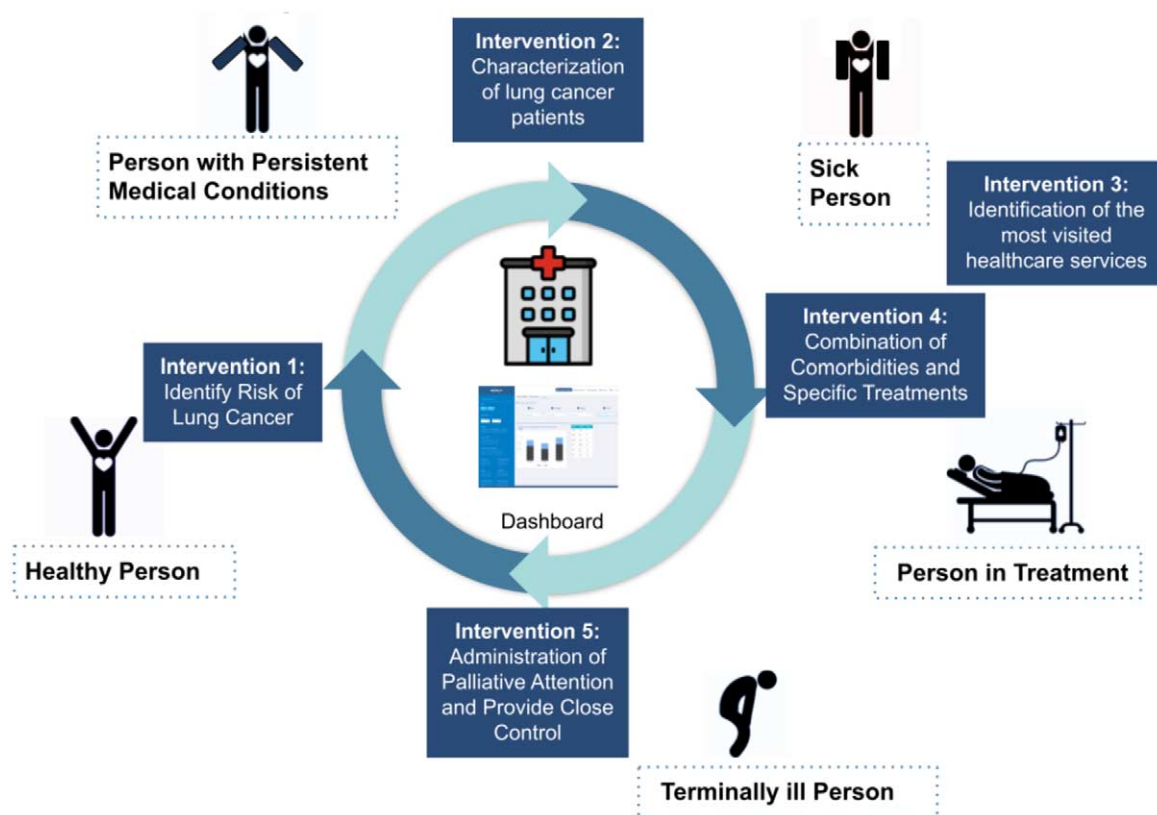 Intervention 2:
Characterization
of lung cancer
patients
Person with Persistent
Medical Conditions
Sick
Person
Intervention 3:
Identification of the
most visited
healthcare services
Intervention 1:
Identify Risk of
Lung Cancer
Intervention 4:
Combination of
Comorbidities and
Specific Treatments
Dashboard
Healthy Person
Person in Treatment
Intervention 5:
Administration of
Palliative Attention
and Provide Close
Control
Terminally ill Person